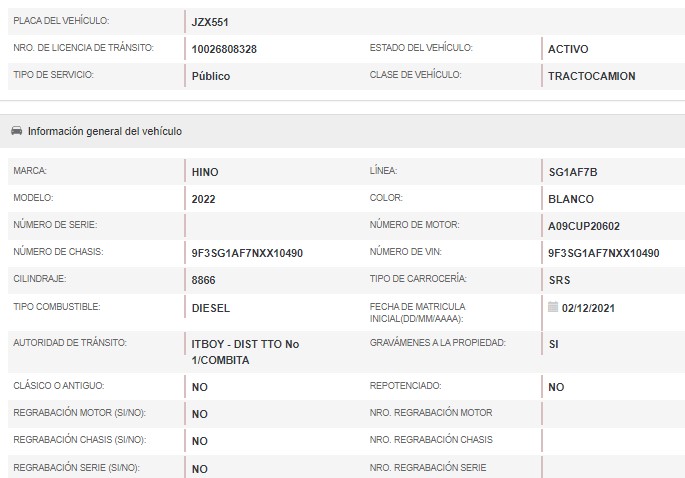 PLACA DEL VEHÍCULO: JZX551
NRO. DE LICENCIA DE TRÁNSITO: 10026808328 ESTADO DEL VEHÍCULO: ACTIVO
TIPO DE SERVICIO: Público CLASE DE VEHÍCULO: TRACTOCAMION
Información general del vehículo
MARCA: HINO LÍNEA: SG1AF7B
MODELO: 2022 COLOR: BLANCO
NÚMERO DE SERIE: NÚMERO DE MOTOR: A09CUP20602
NÚMERO DE CHASIS: 9F3SG1AF7NXX10490 NÚMERO DE VIN: 9F3SG1AF7NXX10490
CILINDRAJE: 8866 TIPO DE CARROCERÍA: SRS
TIPO COMBUSTIBLE: DIESEL FECHA DE MATRICULA
INICIAL(DD/MM/AAAA): 02/12/2021
AUTORIDAD DE TRÁNSITO: ITBOY - DIST TTO No GRAVÁMENES A LA PROPIEDAD: SI
1/COMBITA
CLÁSICO O ANTIGUO: NO REPOTENCIADO: NO
REGRABACIÓN MOTOR (SI/NO): NO NRO. REGRABACIÓN MOTOR
REGRABACIÓN CHASIS (SI/NO): NO NRO. REGRABACIÓN CHASIS
REGRABACIÓN SERIE (SI/NO): NO NRO. REGRABACIÓN SERIE